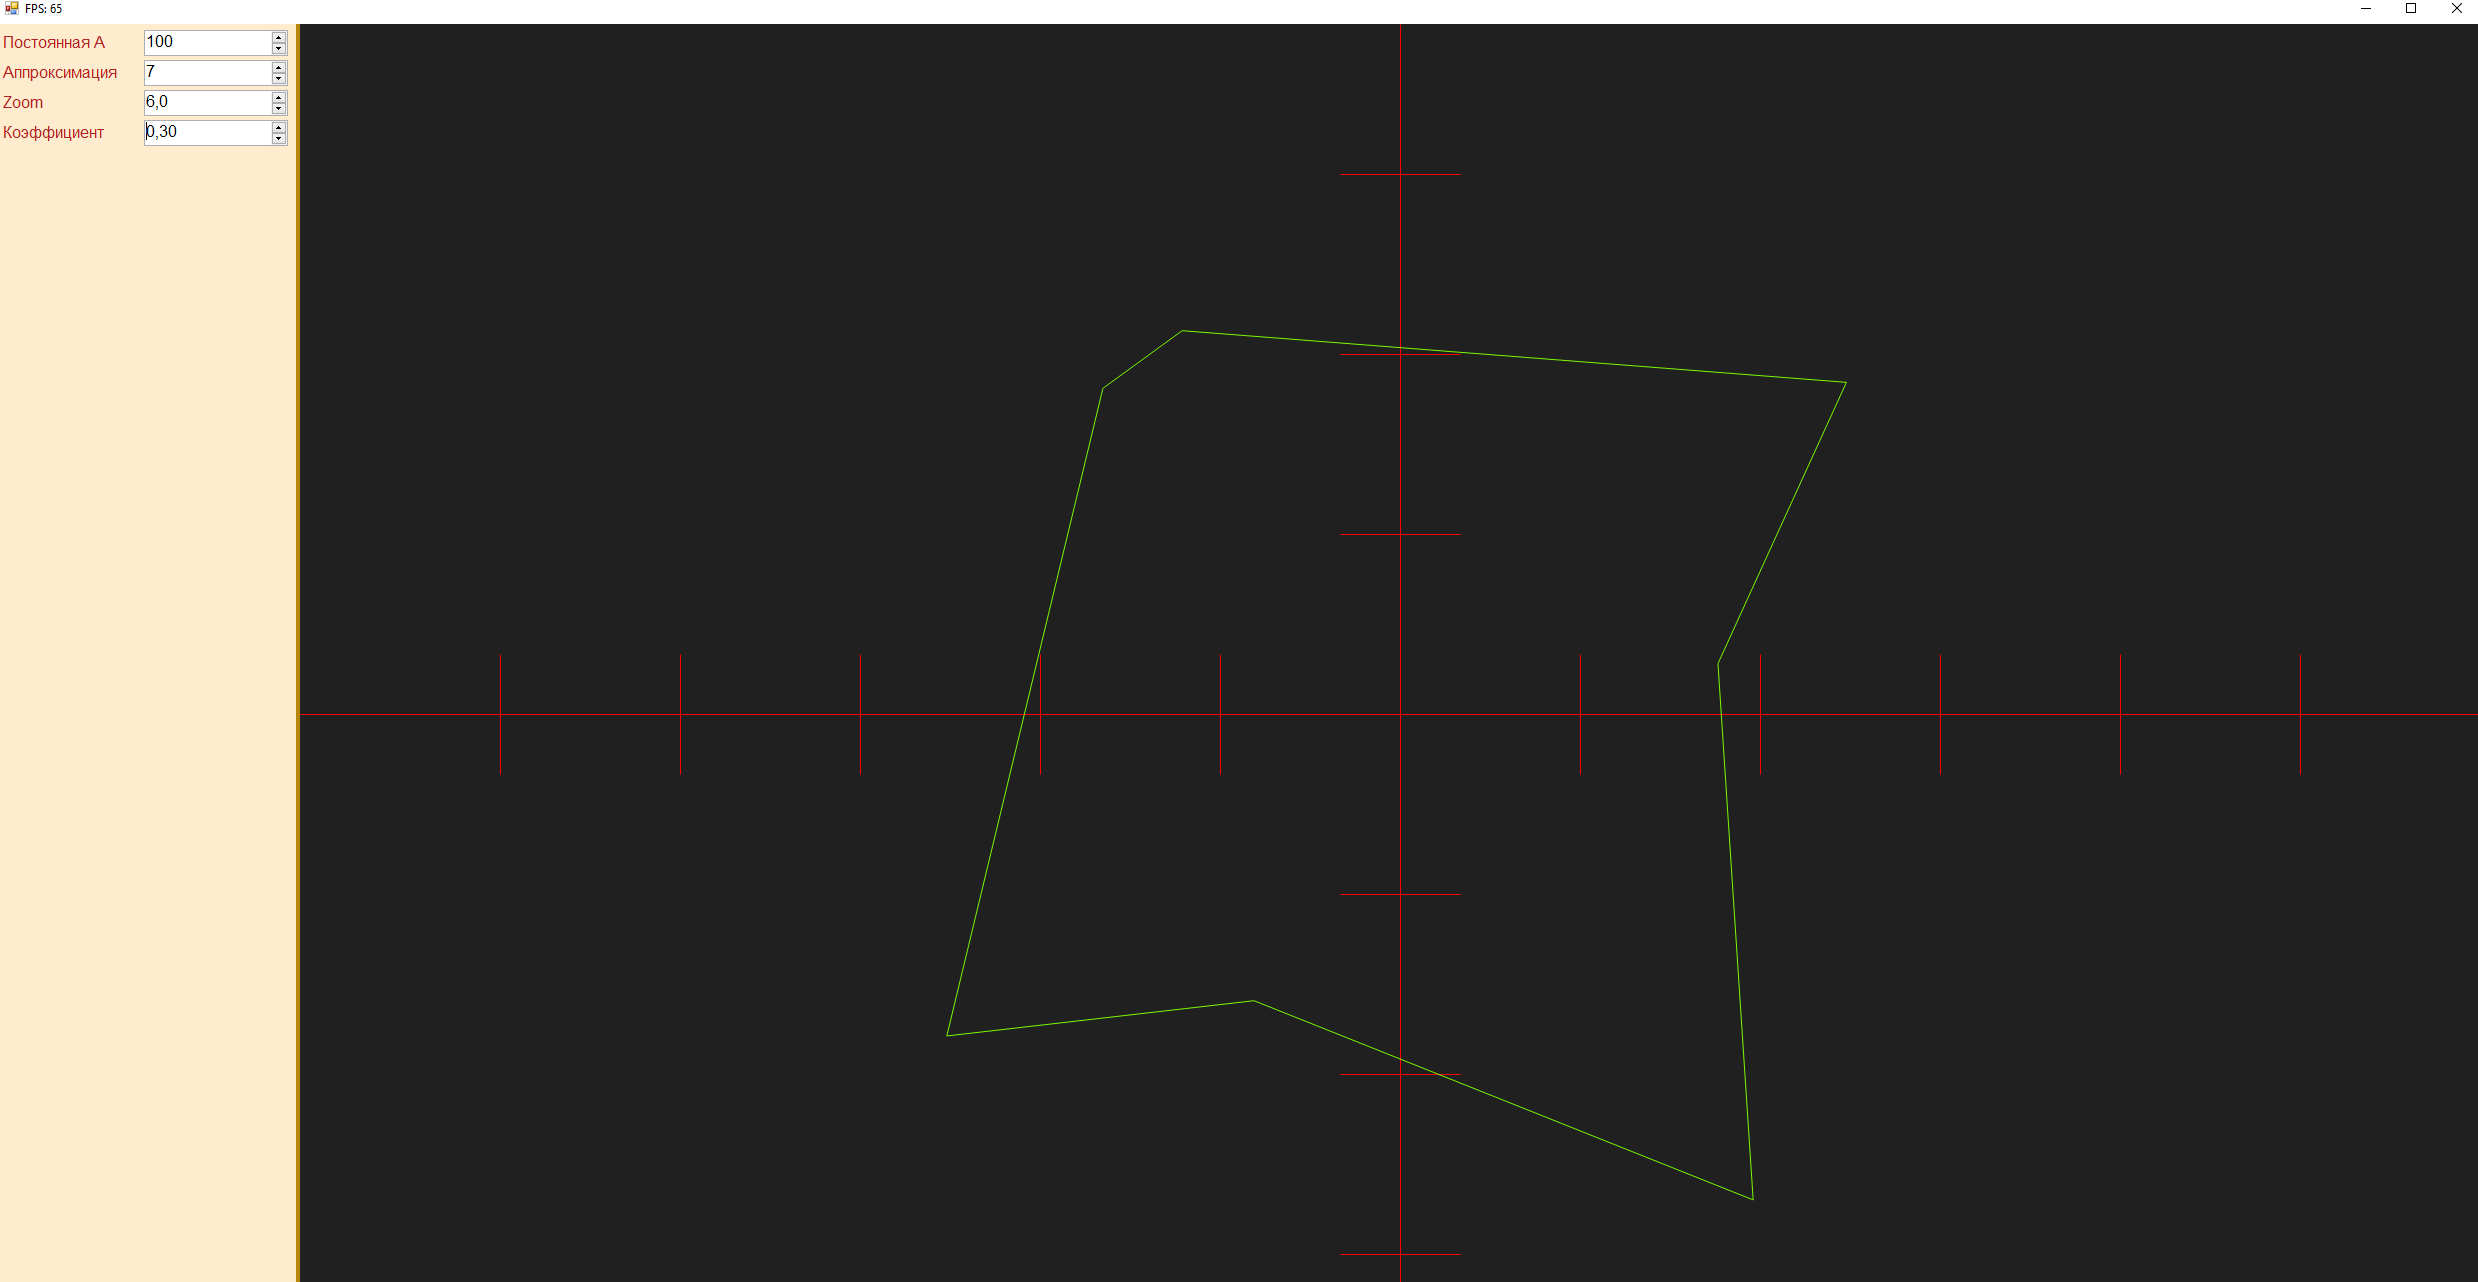 FPS: 65
Постоянная A 100
Аппроксимация 7
Zoom 6,0
Коэффициент 0,30